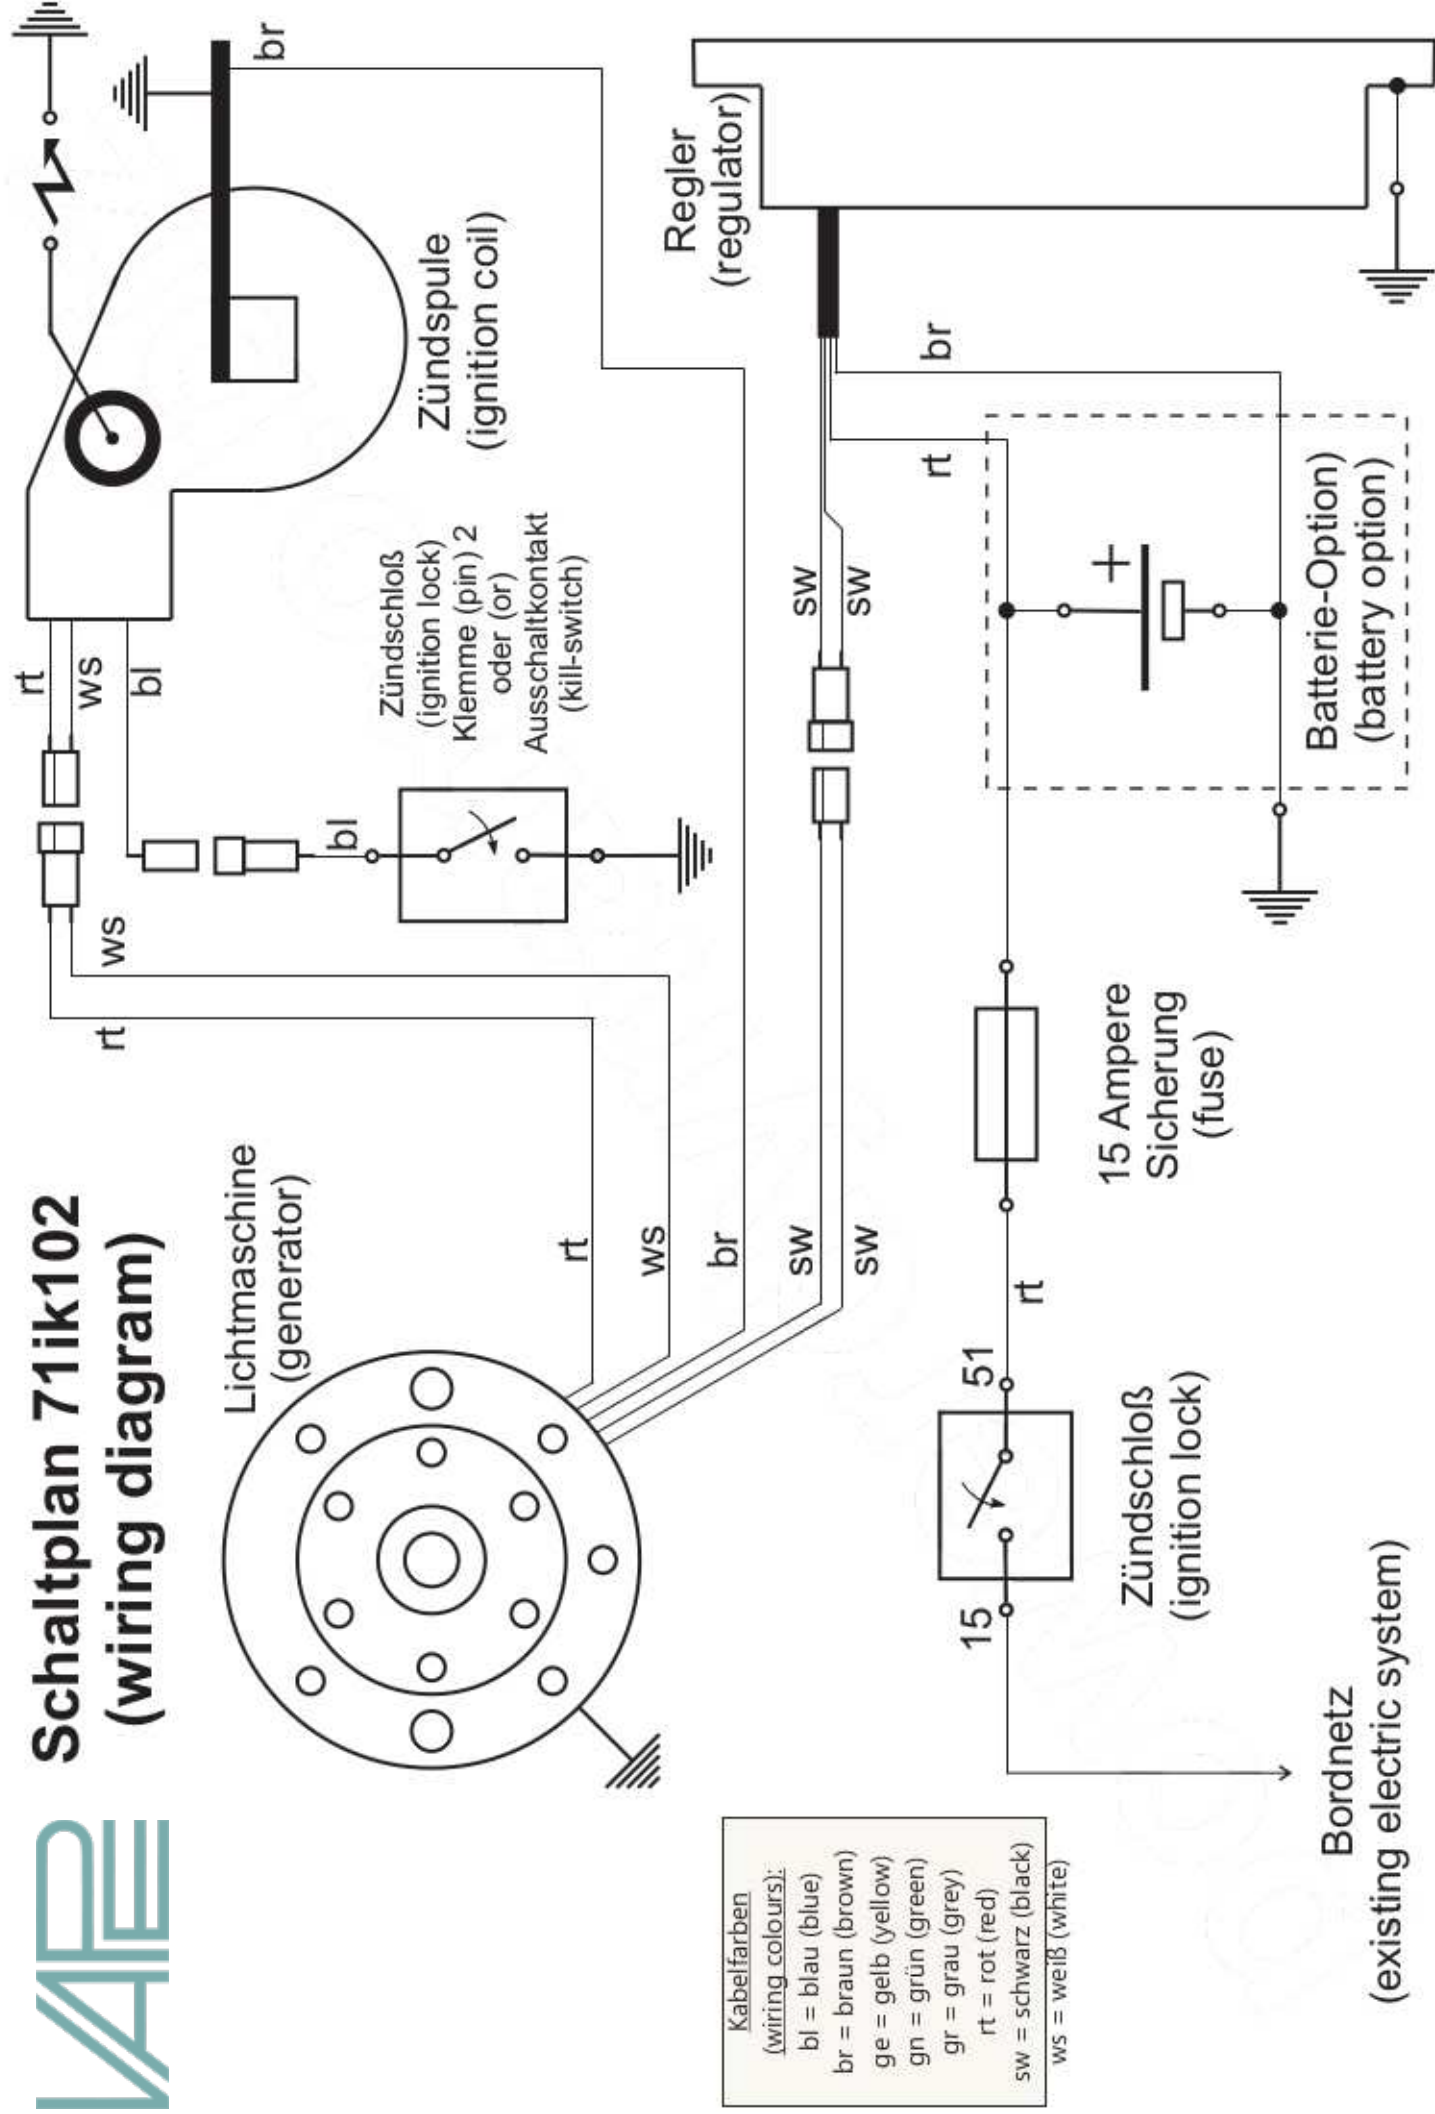 VAPE
Schaltplan 71ik102
(wiring diagram)
Lichtmaschine
(generator)
rt
ws
br
sw
sw
rt
ws
rt
ws
bl
bl
Zündschloß
(ignition lock)
Klemme (pin) 2
oder (or)
Ausschaltkontakt
(kill-switch)
Zündspule
(ignition coil)
br
Regler
(regulator)
sw
sw
rt
br
+
Batterie-Option)
(battery option)
15 Ampere
Sicherung
(fuse)
rt
51
15
Zündschloß
(ignition lock)
Bordnetz
(existing electric system)
Kabelfarben
(wiring colours):
bl = blau (blue)
br = braun (brown)
ge = gelb (yellow)
gn = grün (green)
gr = grau (grey)
rt = rot (red)
sw = schwarz (black)
ws = weiß (white)